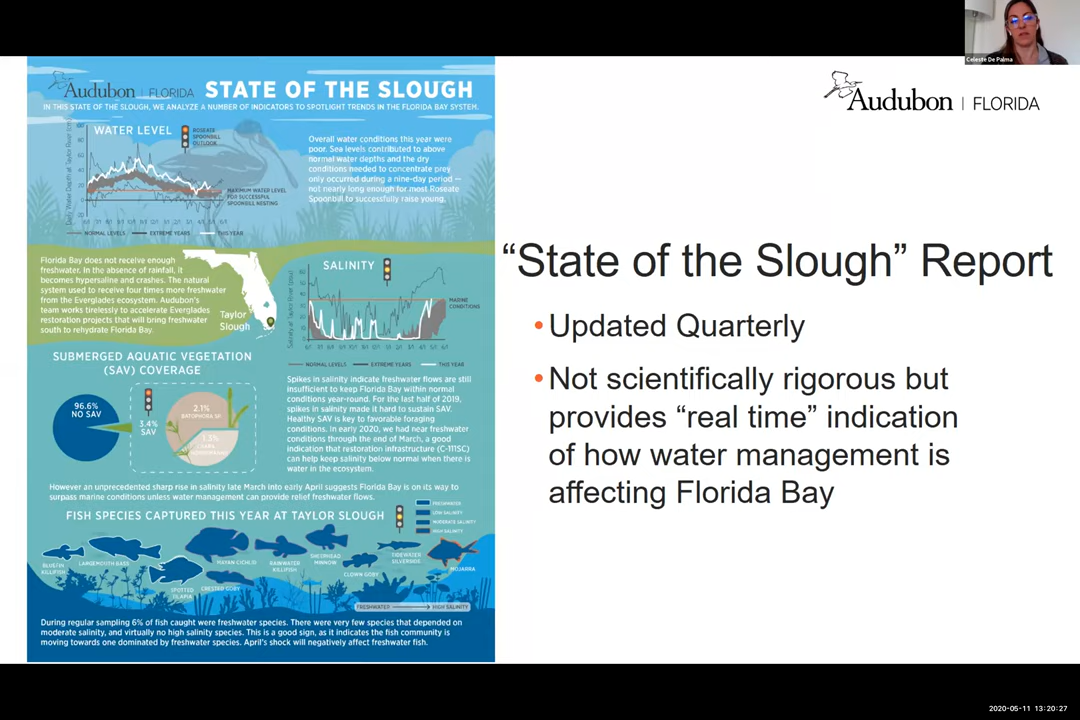 Celeste De Palma
Audubon | FLORIDA
STATE OF THE SLOUGH
IN THIS STATE OF THE SLOUGH, WE ANALYZE A NUMBER OF INDICATORS TO SPOTLIGHT TRENDS IN THE FLORIDA BAY SYSTEM.
WATER LEVEL
ROSEATE
SPOONBILL
OUTLOOK
Overall water conditions this year were
poor. Sea levels contributed to above
normal water depths and the dry
conditions needed to concentrate prey
only occurred during a nine-day period —
not nearly long enough for most Roseate
Spoonbill to successfully raise young.
MAXIMUM WATER LEVEL
FOR SUCCESSFUL
SPOONBILL NESTING
NORMAL LEVELS
EXTREME YEARS
THIS YEAR
Florida Bay does not receive enough
freshwater. In the absence of rainfall, it
becomes hypersaline and crashes. The natural
system used to receive four times more freshwater
from the Everglades ecosystem. Audubon's
team works tirelessly to accelerate Everglades
restoration projects that will bring freshwater
south to rehydrate Florida Bay.
Taylor
Slough
SALINITY
Salinity at Taylor River (psu)
MARINE
CONDITIONS
NORMAL LEVELS
EXTREME YEARS
THIS YEAR
SUBMERGED AQUATIC VEGETATION
(SAV) COVERAGE
96.6%
NO SAV
3.4%
SAV
2.1%
Spikes in salinity indicate freshwater flows are still
insufficient to keep Florida Bay within normal
conditions year-round. For the last half of 2019,
spikes in salinity made it hard to sustain SAV.
Healthy SAV is key to favorable foraging
conditions. In early 2020, we had near freshwater
conditions through the end of March, a good
indication that restoration infrastructure (C-111SC)
can help keep salinity below normal when there is
water in the ecosystem.
However an unprecedented sharp rise in salinity late March into early April suggests Florida Bay is on its way to
surpass marine conditions unless water management can provide relief freshwater flows.
FISH SPECIES CAPTURED THIS YEAR AT TAYLOR SLOUGH
FRESHWATER
LOW SALINITY
MODERATE SALINITY
HIGH SALINITY
BLUEFIN
KILLIFISH
LARGEMOUTH BASS
SPOTTED
TILAPIA
MAYAN CICHLID
CRESTED GOBY
RAINWATER
KILLIFISH
SHEEPSHEAD
MINNOW
CLOWN GOBY
TIDEWATER
SILVERSIDE
MOJARRA
FRESHWATER
HIGH SALINITY
During regular sampling 6% of fish caught were freshwater species. There were very few species that depended on
moderate salinity, and virtually no high salinity species. This is a good sign, as it indicates the fish community is
moving towards one dominated by freshwater species. April's shock will negatively affect freshwater fish.
Audubon | FLORIDA
“State of the Slough” Report
•Updated Quarterly
•Not scientifically rigorous but
provides “real time” indication
of how water management is
affecting Florida Bay
2020-05-11 13:20:27